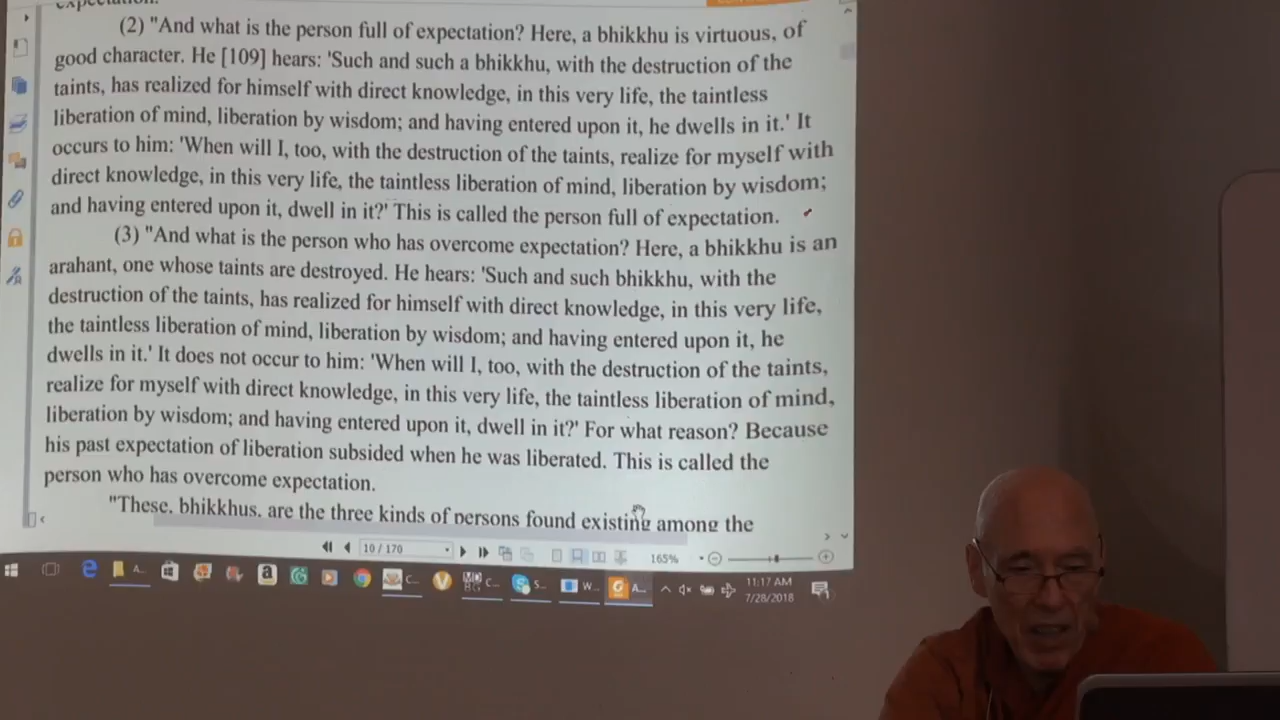 (2) "And what is the person full of expectation? Here, a bhikkhu is virtuous, of
good character. He [109] hears: 'Such and such a bhikkhu, with the destruction of the
taints, has realized for himself with direct knowledge, in this very life, the taintless
liberation of mind, liberation by wisdom; and having entered upon it, he dwells in it.' It
occurs to him: 'When will I, too, with the destruction of the taints, realize for myself with
direct knowledge, in this very life, the taintless liberation of mind, liberation by wisdom;
and having entered upon it, dwell in it?' This is called the person full of expectation.
(3) "And what is the person who has overcome expectation? Here, a bhikkhu is an
arahant, one whose taints are destroyed. He hears: 'Such and such bhikkhu, with the
destruction of the taints, has realized for himself with direct knowledge, in this very life,
the taintless liberation of mind, liberation by wisdom; and having entered upon it, he
dwells in it.' It does not occur to him: 'When will I, too, with the destruction of the taints,
realize for myself with direct knowledge, in this very life, the taintless liberation of mind,
liberation by wisdom; and having entered upon it, dwell in it?' For what reason? Because
his past expectation of liberation subsided when he was liberated. This is called the
person who has overcome expectation.
"These, bhikkhus, are the three kinds of persons found existing among the
10 / 170
165%
A...
C...
C...
S...
W...
A...
11:17 AM
7/28/2018